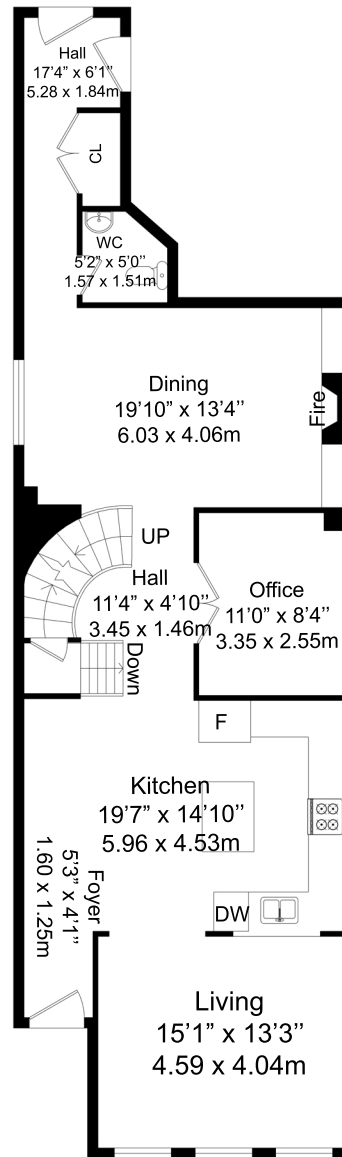 Hall
17'4” x 6'1”
5.28 x 1.84m
CL
WC
5'2” x 5'0”
1.57 x 1.51m
Dining
19'10” x 13'4”
6.03 x 4.06m
Fire
UP
Hall
11'4” x 4'10”
3.45 x 1.46m
Office
11'0” x 8'4”
3.35 x 2.55m
Down
F
Kitchen
19'7” x 14'10”
5.96 x 4.53m
Foyer
5'3” x 4'1”
1.60 x 1.25m
DW
Living
15'1” x 13'3”
4.59 x 4.04m